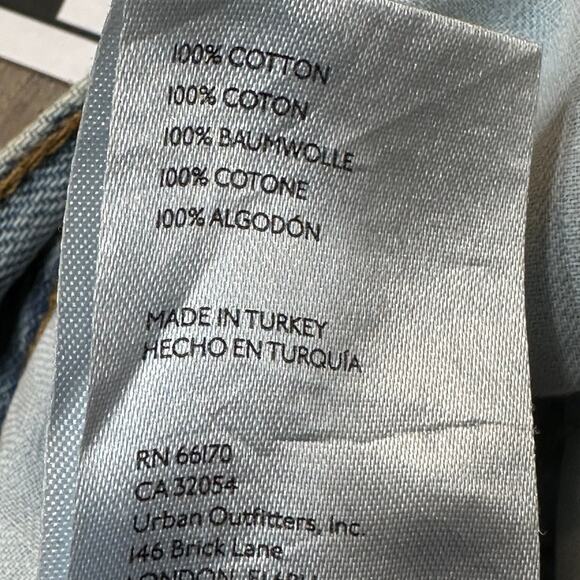 100% COTTON
100% COTON
100% BAUMWOLLE
100% COTONE
100% ALGODÓN
MADE IN TURKEY
HECHO EN TURQUÍA
RN 66170
CA 32054
Urban Outfitters, Inc.
146 Brick Lane
LONDON